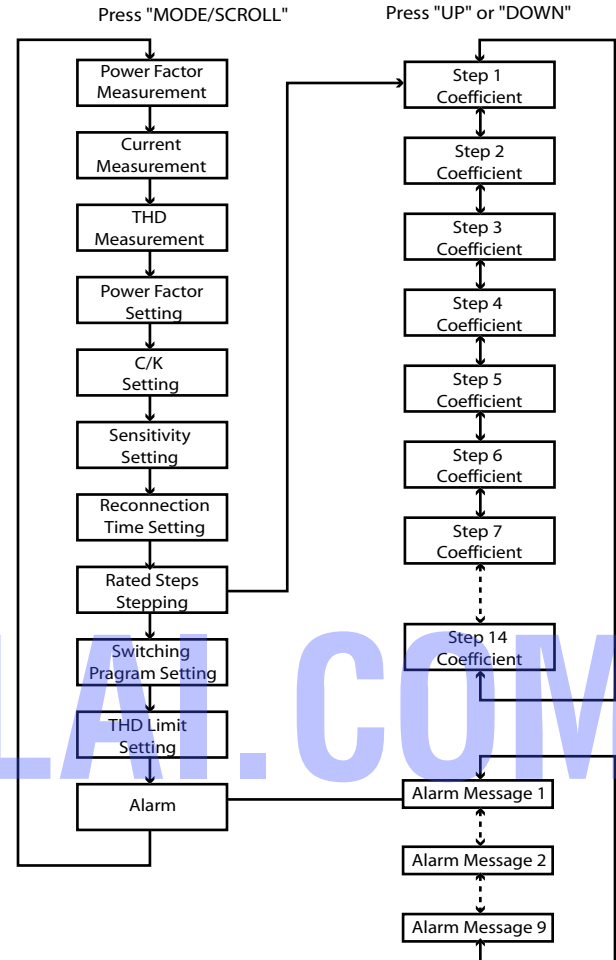 Press "MODE/SCROLL"
Power Factor
Measurement
Current
Measurement
THD
Measurement
Power Factor
Setting
C/K
Setting
Sensitivity
Setting
Reconnection
Time Setting
Rated Steps
Stepping
Switching
Pragram Setting
THD Limit
Setting
Alarm
Press "UP" or "DOWN"
Step 1
Coefficient
Step 2
Coefficient
Step 3
Coefficient
Step 4
Coefficient
Step 5
Coefficient
Step 6
Coefficient
Step 7
Coefficient
Step 14
Coefficient
Alarm Message 1
Alarm Message 2
Alarm Message 9
LAI.COM